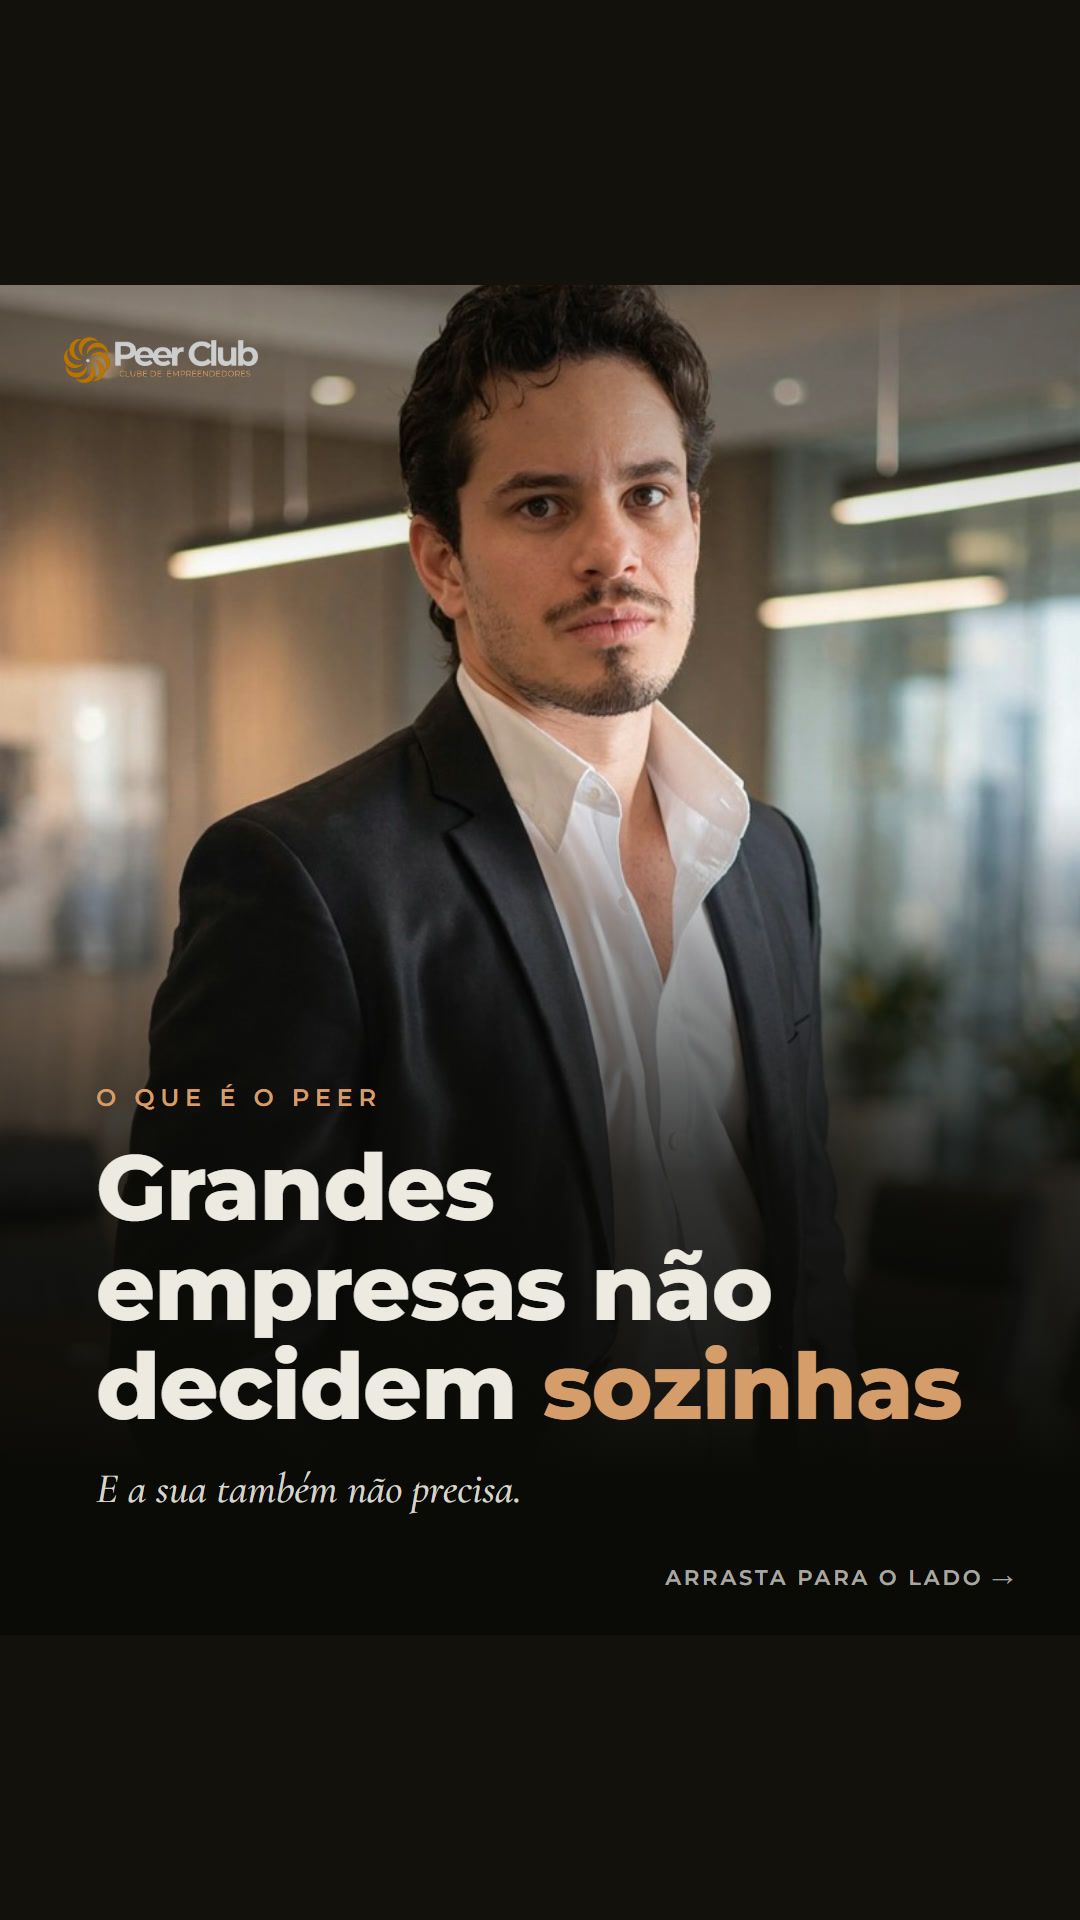 Peer Club
CLUBE DE EMPREENDEDORES
O QUE É O PEER
Grandes
empresas não
decidem sozinhas
E a sua também não precisa.
ARRASTA PARA O LADO →